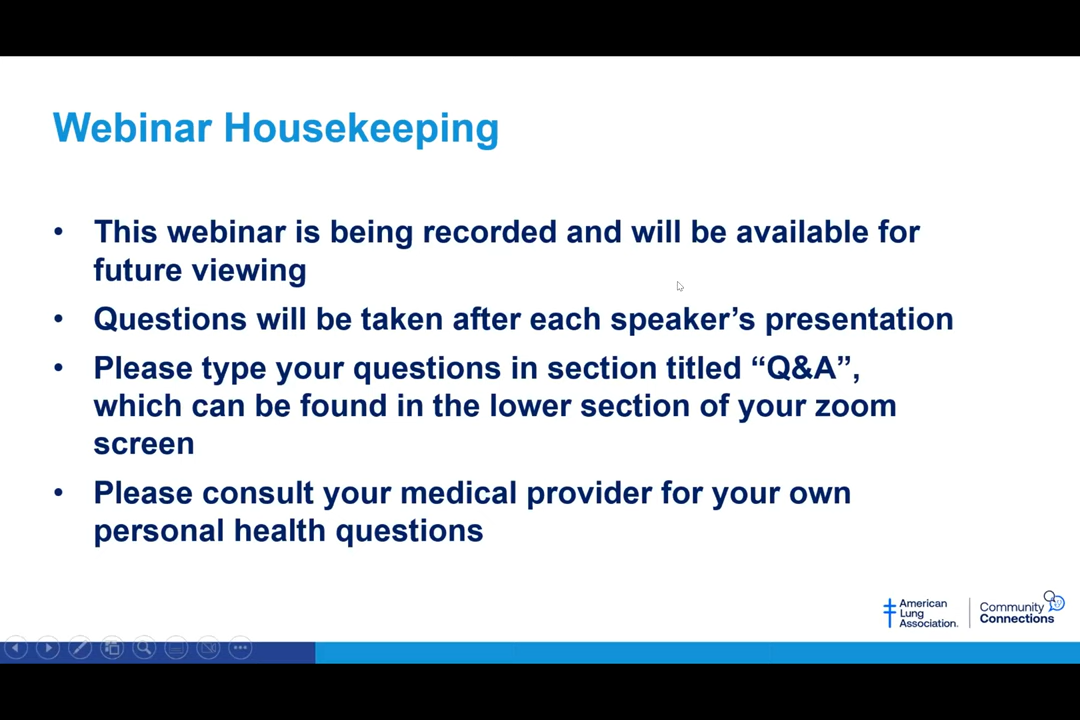 Webinar Housekeeping
• This webinar is being recorded and will be available for
future viewing
• Questions will be taken after each speaker’s presentation
• Please type your questions in section titled “Q&A”,
which can be found in the lower section of your zoom
screen
• Please consult your medical provider for your own
personal health questions
American
Lung
Association.
Community
Connections